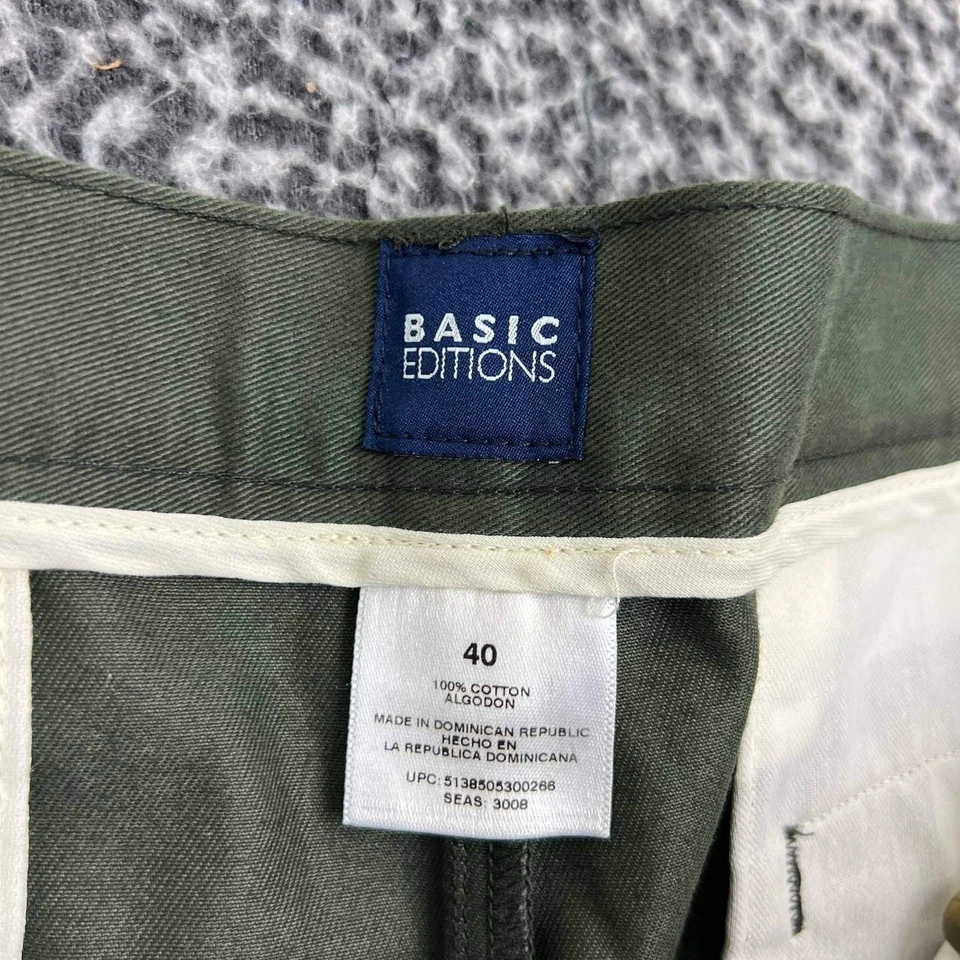 BASIC
EDITIONS
40
100% COTTON
ALGODON
MADE IN DOMINICAN REPUBLIC
HECHO EN
LA REPUBLICA DOMINICANA
UPC: 5138505300266
SEAS: 3008